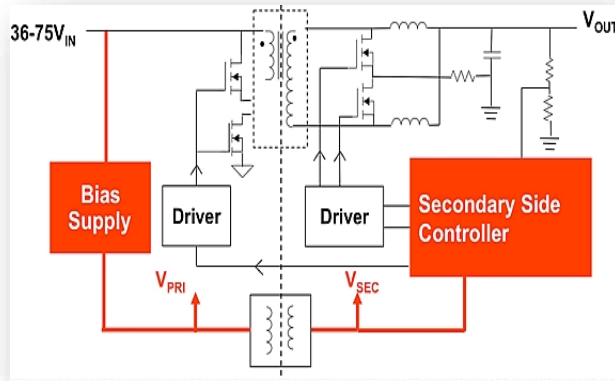 36-75VIN
VOUT
Bias
Supply
Driver
Driver
Secondary Side
Controller
VPRI
VSEC